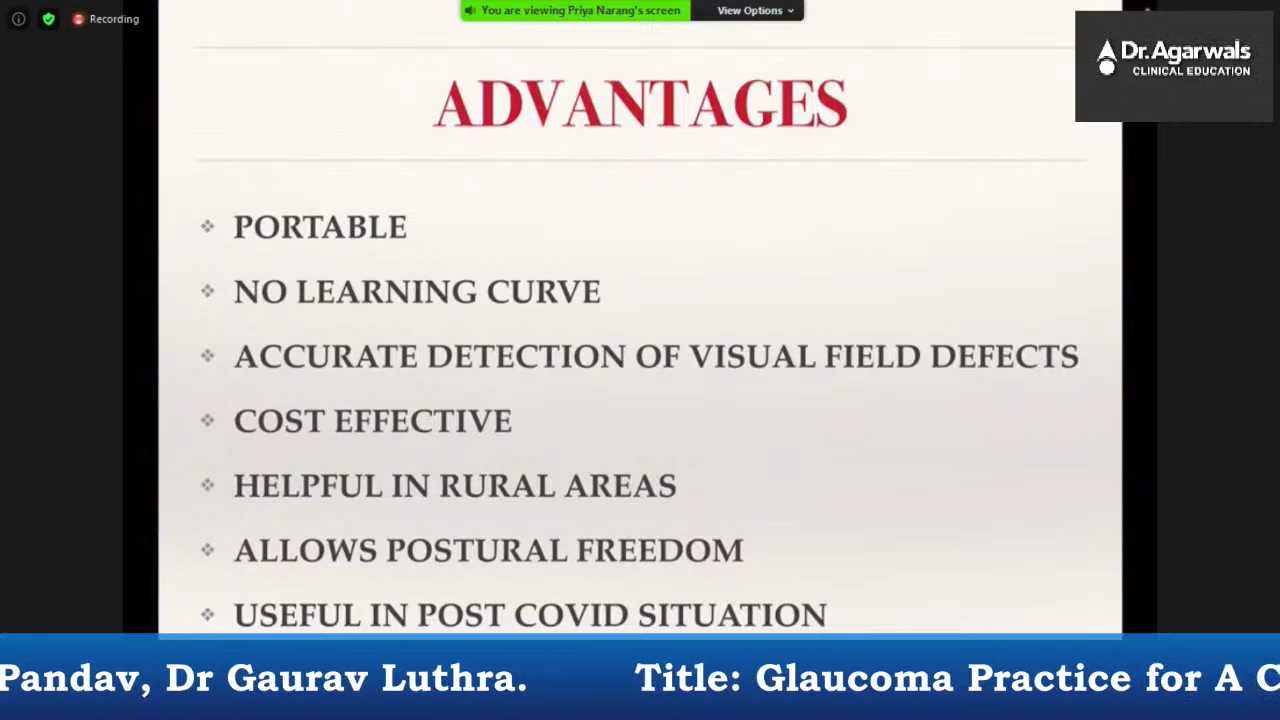 Recording
You are viewing Priya Narang's screen
View Options
Dr.Agarwals
CLINICAL EDUCATION
ADVANTAGES
PORTABLE
NO LEARNING CURVE
ACCURATE DETECTION OF VISUAL FIELD DEFECTS
COST EFFECTIVE
HELPFUL IN RURAL AREAS
ALLOWS POSTURAL FREEDOM
USEFUL IN POST COVID SITUATION
Pandav, Dr Gaurav Luthra. Title: Glaucoma Practice for A C